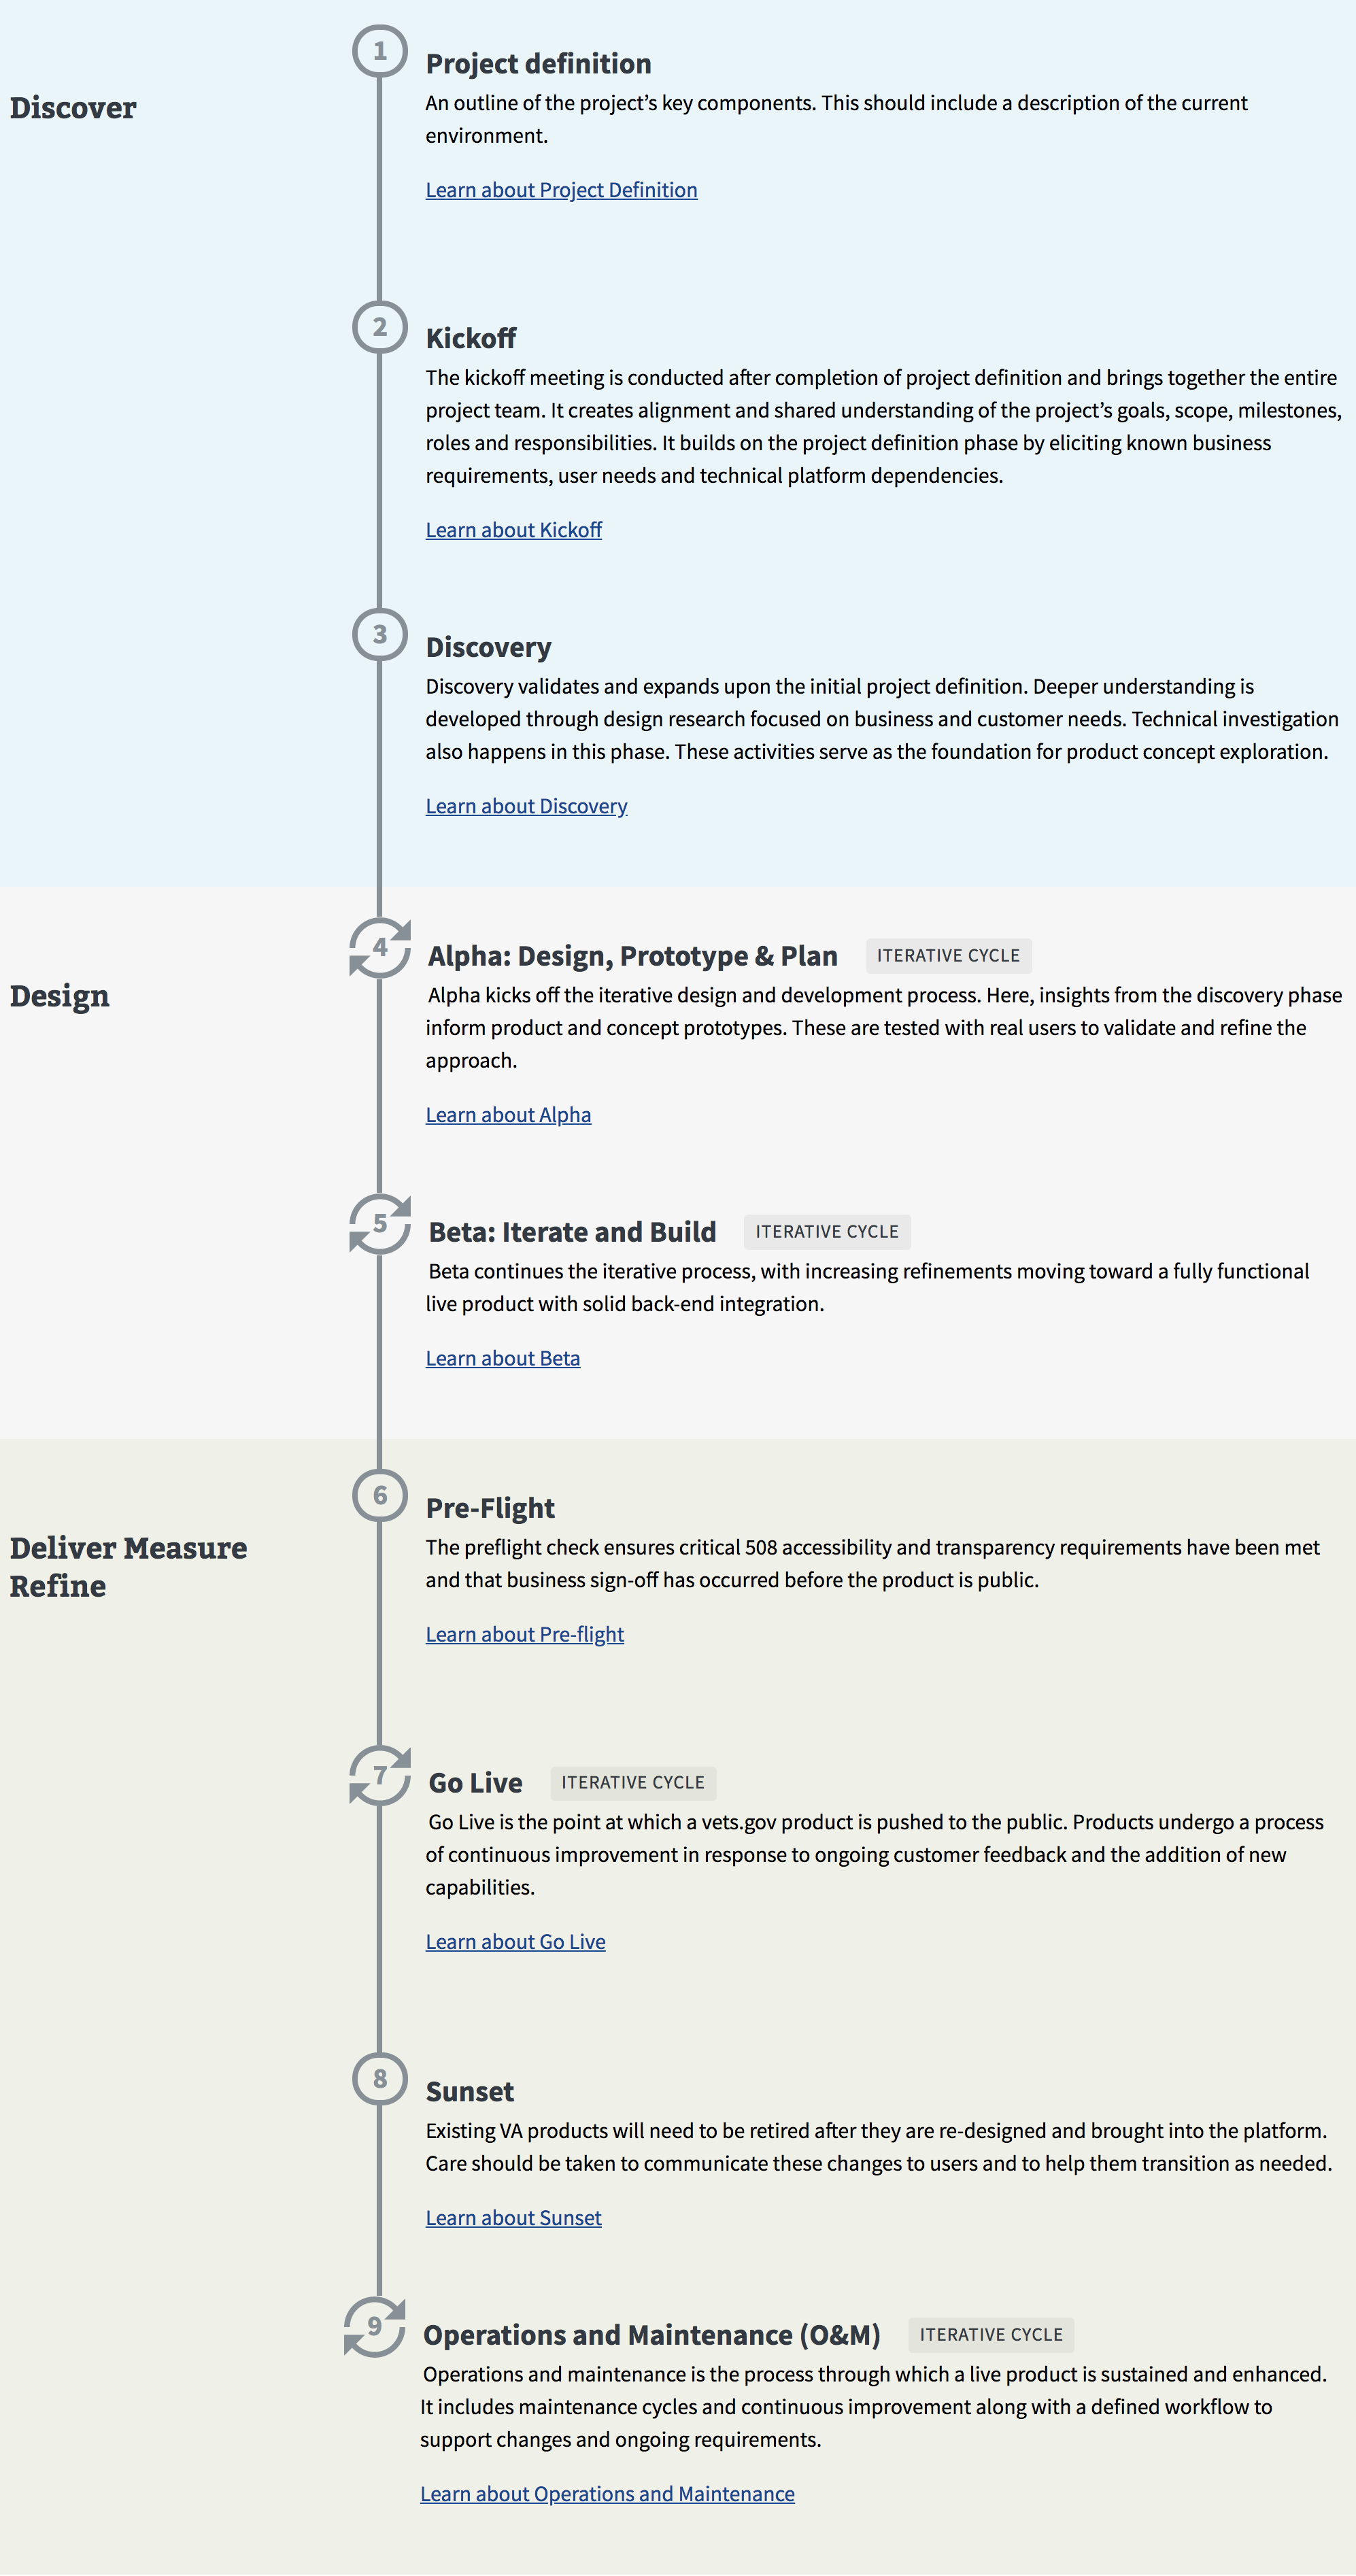 1
Project definition
Discover
An outline of the project’s key components. This should include a description of the current
environment.
Learn about Project Definition
2
Kickoff
The kickoff meeting is conducted after completion of project definition and brings together the entire
project team. It creates alignment and shared understanding of the project’s goals, scope, milestones,
roles and responsibilities. It builds on the project definition phase by eliciting known business
requirements, user needs and technical platform dependencies.
Learn about Kickoff
3
Discovery
Discovery validates and expands upon the initial project definition. Deeper understanding is
developed through design research focused on business and customer needs. Technical investigation
also happens in this phase. These activities serve as the foundation for product concept exploration.
Learn about Discovery
4
Alpha: Design, Prototype & Plan ITERATIVE CYCLE
Design
Alpha kicks off the iterative design and development process. Here, insights from the discovery phase
inform product and concept prototypes. These are tested with real users to validate and refine the
approach.
Learn about Alpha
5
Beta: Iterate and Build ITERATIVE CYCLE
Beta continues the iterative process, with increasing refinements moving toward a fully functional
live product with solid back-end integration.
Learn about Beta
6
Pre-Flight
Deliver Measure
Refine
The preflight check ensures critical 508 accessibility and transparency requirements have been met
and that business sign-off has occurred before the product is public.
Learn about Pre-flight
7
Go Live ITERATIVE CYCLE
Go Live is the point at which a vets.gov product is pushed to the public. Products undergo a process
of continuous improvement in response to ongoing customer feedback and the addition of new
capabilities.
Learn about Go Live
8
Sunset
Existing VA products will need to be retired after they are re-designed and brought into the platform.
Care should be taken to communicate these changes to users and to help them transition as needed.
Learn about Sunset
9
Operations and Maintenance (O&M) ITERATIVE CYCLE
Operations and maintenance is the process through which a live product is sustained and enhanced.
It includes maintenance cycles and continuous improvement along with a defined workflow to
support changes and ongoing requirements.
Learn about Operations and Maintenance